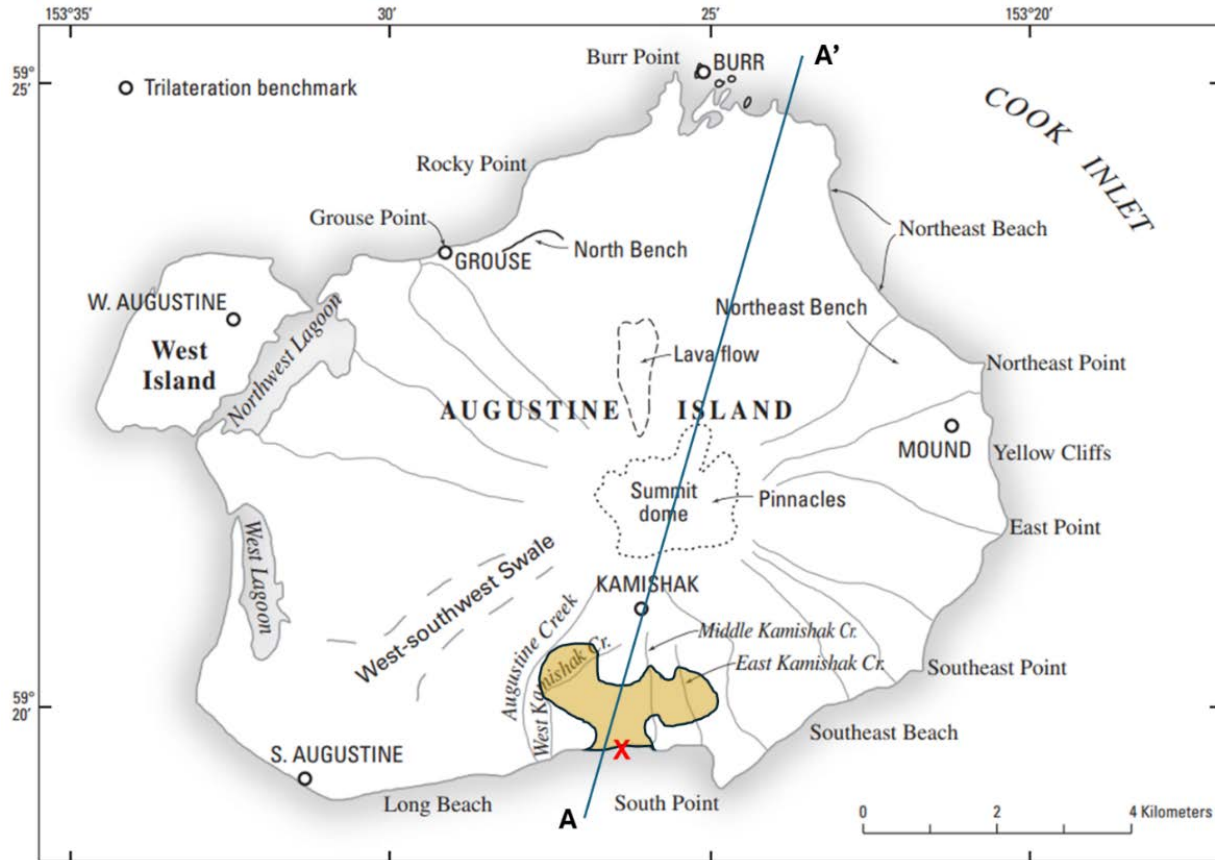 153°35'
30'
25'
153°20'
59°
25'
Trilateration benchmark
Burr Point
BURR
A'
COOK INLET
Rocky Point
Grouse Point
GROUSE
North Bench
Northeast Beach
W. AUGUSTINE
West
Island
Northwest Lagoon
Northeast Bench
Lava flow
Northeast Point
AUGUSTINE ISLAND
MOUND
Yellow Cliffs
Summit
dome
Pinnacles
East Point
West Lagoon
West-southwest Swale
KAMISHAK
Augustine Creek
West Kamishak Cr.
Middle Kamishak Cr.
East Kamishak Cr.
Southeast Point
59°
20'
Southeast Beach
X
S. AUGUSTINE
Long Beach
South Point
A
0 2 4 Kilometers